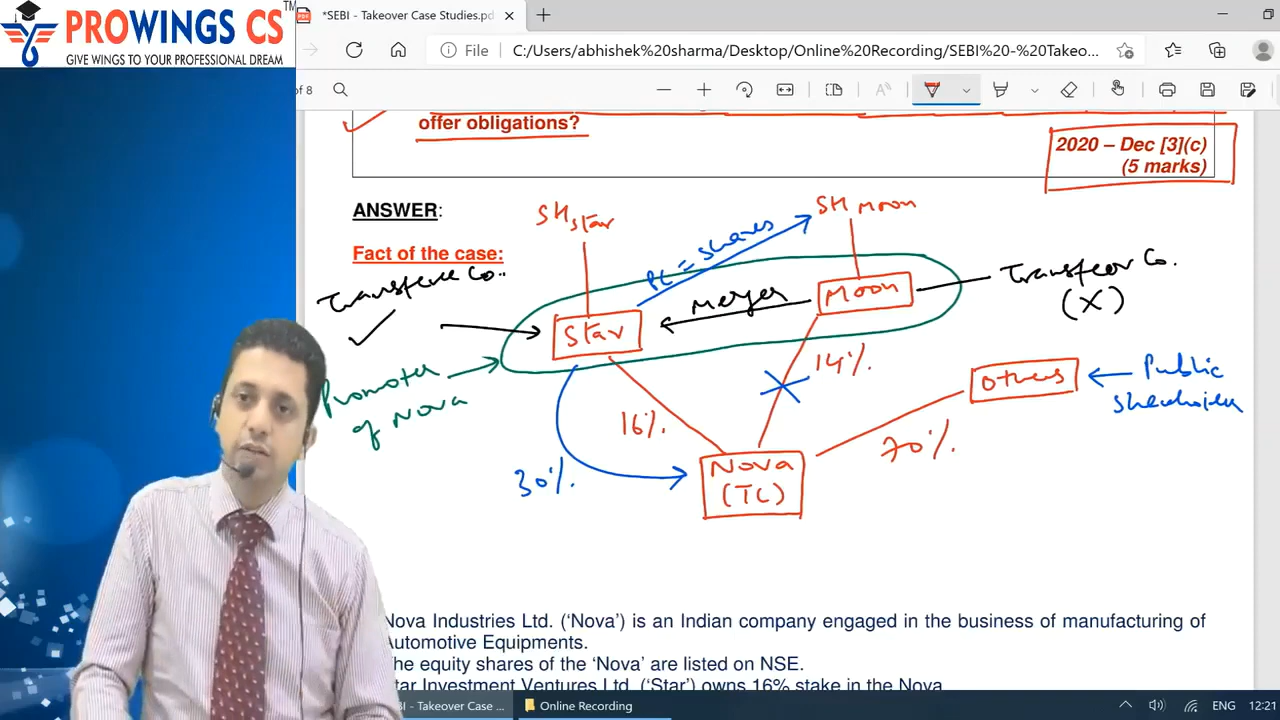 PROWINGS CS™
GIVE WINGS TO YOUR PROFESSIONAL DREAM
*SEBI - Takeover Case Studies.pd
File
C:/Users/abhishek%20sharma/Desktop/Online%20Recording/SEBI%20-%20Takeo...
of 8
offer obligations?
2020 – Dec [3](c)
(5 marks)
ANSWER:
Fact of the case:
SH Star
SH Moon
PC = Shares
Transferee Co.
Merger
Moon
Transferor Co.
(X)
Star
Promoter
of Nova
14%
Others
Public
16%
70%
30%
Nova
(TC)
Nova Industries Ltd. ('Nova') is an Indian company engaged in the business of manufacturing of
Automotive Equipments.
he equity shares of the 'Nova' are listed on NSE.
tar Investment Ventures Ltd. ('Star') owns 16% stake in the Nova
BI - Takeover Case ...
Online Recording
ENG
12:21